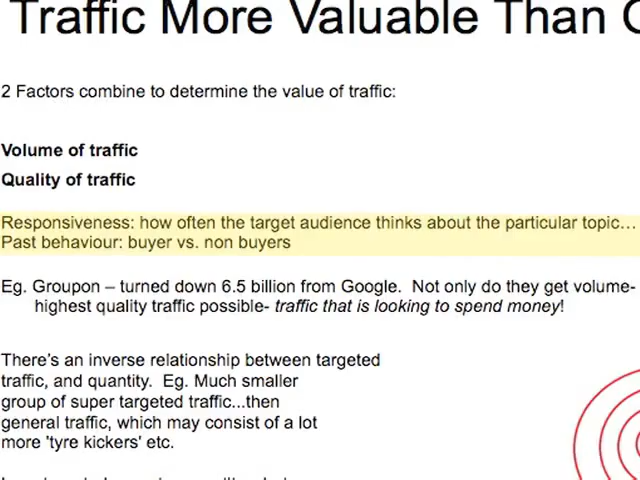 Traffic More Valuable Than
2 Factors combine to determine the value of traffic:
Volume of traffic
Quality of traffic
Responsiveness: how often the target audience thinks about the particular topic…
Past behaviour: buyer vs. non buyers
Eg. Groupon – turned down 6.5 billion from Google.  Not only do they get volume-
highest quality traffic possible- traffic that is looking to spend money!
There’s an inverse relationship between targeted
traffic, and quantity.  Eg. Much smaller
group of super targeted traffic...then
general traffic, which may consist of a lot
more 'tyre kickers' etc.